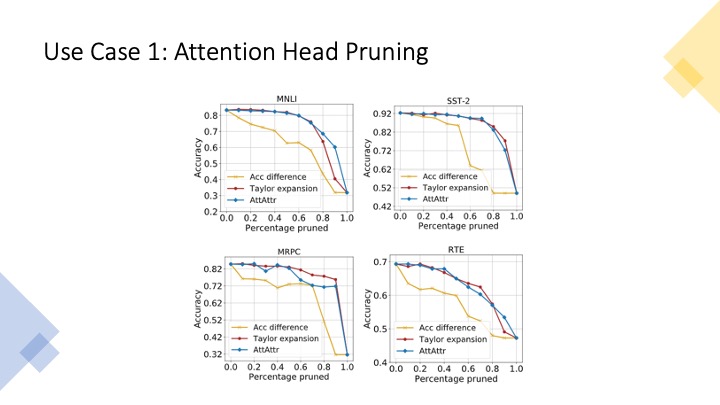 Use Case 1: Attention Head Pruning
MNLI
Accuracy
0.8
0.7
0.6
0.5
0.4
0.3
0.2
Acc difference
Taylor expansion
AttAttr
0.0 0.2 0.4 0.6 0.8 1.0
Percentage pruned
SST-2
Accuracy
0.92
0.82
0.72
0.62
0.52
0.42
Acc difference
Taylor expansion
AttAttr
0.0 0.2 0.4 0.6 0.8 1.0
Percentage pruned
MRPC
Accuracy
0.82
0.72
0.62
0.52
0.42
0.32
Acc difference
Taylor expansion
AttAttr
0.0 0.2 0.4 0.6 0.8 1.0
Percentage pruned
RTE
Accuracy
0.7
0.6
0.5
0.4
Acc difference
Taylor expansion
AttAttr
0.0 0.2 0.4 0.6 0.8 1.0
Percentage pruned